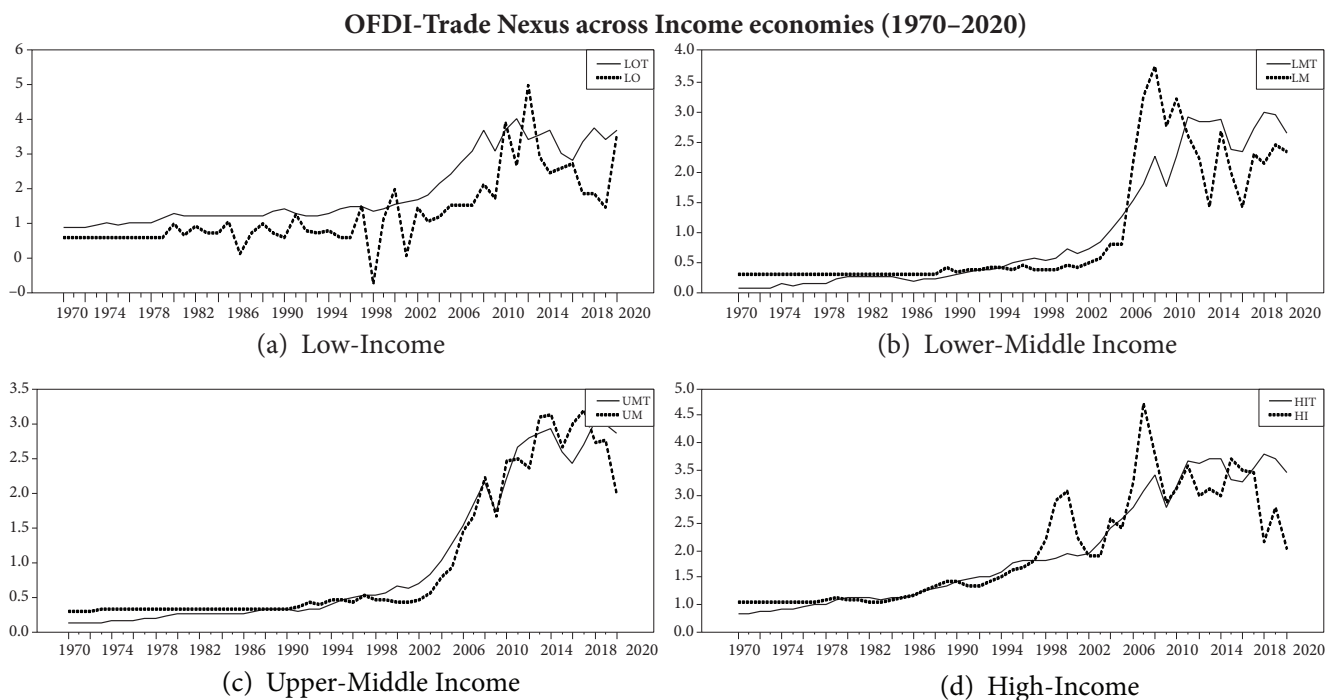 OFDI-Trade Nexus across Income economies (1970–2020)
6
5
4
3
2
1
0
–0
LOT
LO
1970 1974 1978 1982 1986 1990 1994 1998 2002 2006 2010 2014 2018 2020
(a) Low-Income
4.0
3.5
3.0
2.5
2.0
1.5
1.0
0.5
0.0
LMT
LM
1970 1974 1978 1982 1986 1990 1994 1998 2002 2006 2010 2014 2018 2020
(b) Lower-Middle Income
3.5
3.0
2.5
2.0
1.5
1.0
0.5
0.0
UMT
UM
1970 1974 1978 1982 1986 1990 1994 1998 2002 2006 2010 2014 2018 2020
(c) Upper-Middle Income
5.0
4.5
4.0
3.5
3.0
2.5
2.0
1.5
1.0
0.0
HIT
HI
1970 1974 1978 1982 1986 1990 1994 1998 2002 2006 2010 2014 2018 2020
(d) High-Income